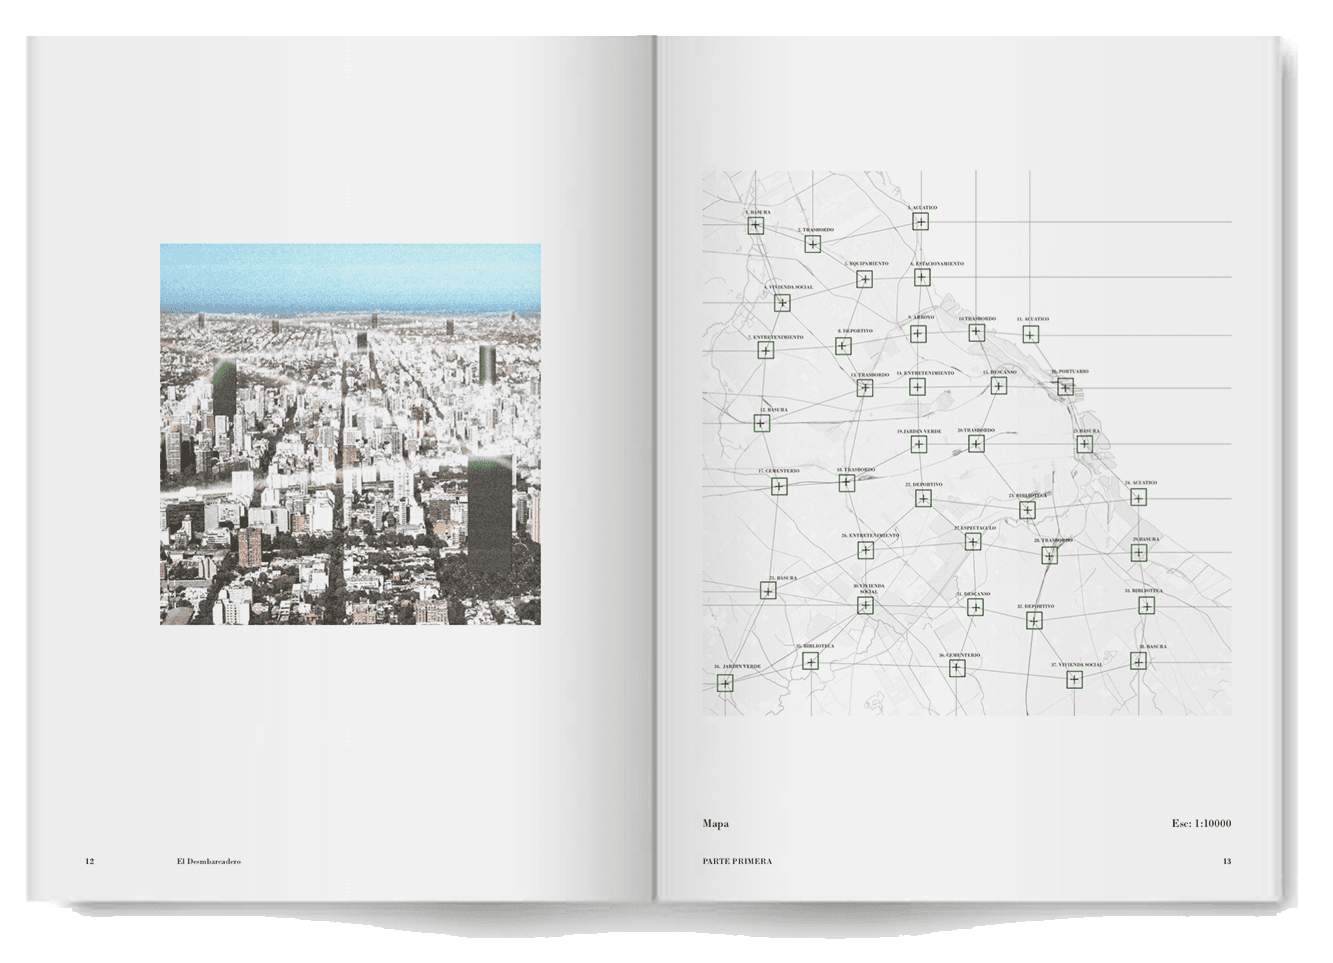 12
El Desmbarcadero
1. BASURA
2. TRASBORDO
3. ACUATICO
5. EQUIPAMIENTO
6. ESTACIONAMIENTO
4. VIVIENDA SOCIAL
7. ENTRETENIMIENTO
8. DEPORTIVO
9. ARROYO
10.TRASBORDO
11. ACUATICO
13. TRASBORDO
14. ENTRETENIMIENTO
15. DESCANSO
16. PORTUARIO
12. BASURA
19.JARDIN VERDE
20.TRASBORDO
21.BASURA
17. CEMENTERIO
18. TRASBORDO
22. DEPORTIVO
23. BIBLIOTECA
24. ACUATICO
26. ENTRETENIMIENTO
27.ESPECTACULO
28. TRASBORDO
29.BASURA
25. BASURA
30.VIVIENDA
SOCIAL
31. DESCANSO
32. DEPORTIVO
33. BIBLIOTECA
34. JARDIN VERDE
35. BIBLIOTECA
36. CEMENTERIO
37. VIVIENDA SOCIAL
38. BASURA
Mapa
Esc: 1:10000
PARTE PRIMERA
13